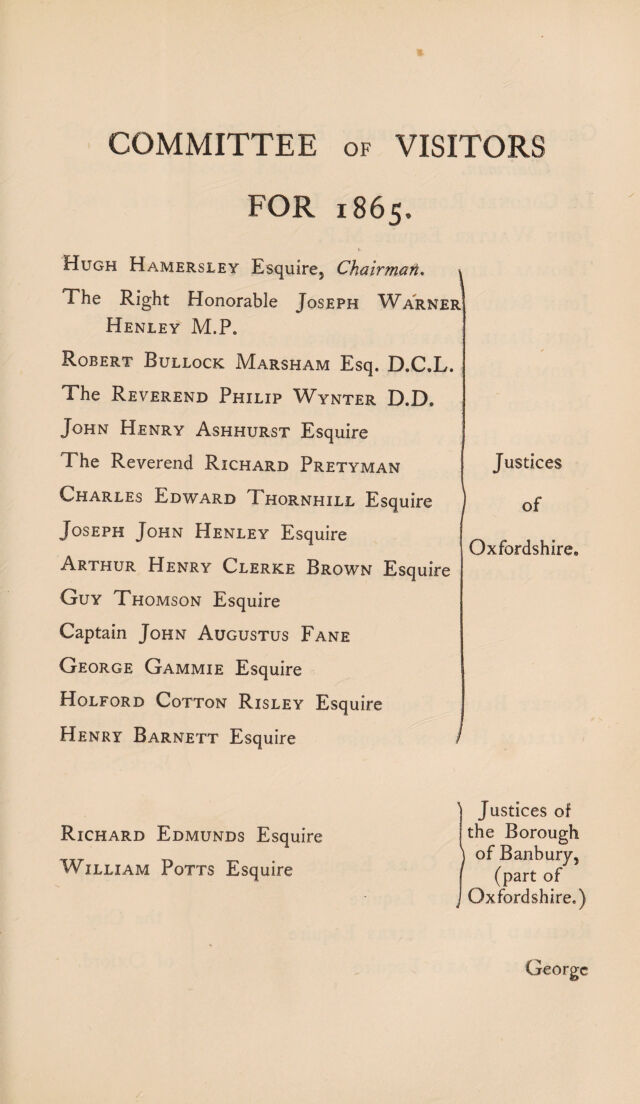 COMMITTEE OF VISITORS
FOR 1865.
HUGH HAMERSLEY Esquire, Chairman.
The Right Honorable JOSEPH WARNER
HENLEY M.P.
ROBERT BULLOCK MARSHAM Esq. D.C.L.
The REVEREND PHILIP WYNTER D.D.
JOHN HENRY ASHHURST Esquire
The Reverend RICHARD PRETYMAN
CHARLES EDWARD THORNHILL Esquire
JOSEPH JOHN HENLEY Esquire
ARTHUR HENRY CLERKE BROWN Esquire
GUY THOMSON Esquire
Captain JOHN AUGUSTUS FANE
GEORGE GAMMIE Esquire
HOLFORD COTTON RISLEY Esquire
HENRY BARNETT Esquire
Justices
of
Oxfordshire.
RICHARD EDMUNDS Esquire
WILLIAM POTTS Esquire
Justices of
the Borough
of Banbury,
(part of
Oxfordshire.)
George